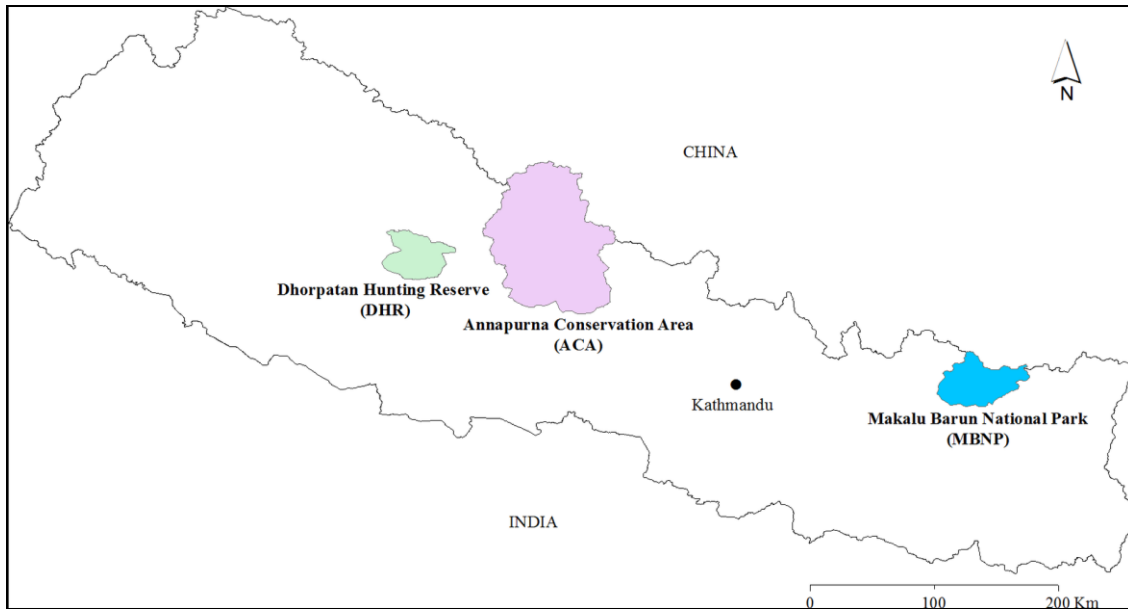 N
CHINA
Dhorpatan Hunting Reserve
(DHR)
Annapurna Conservation Area
(ACA)
Kathmandu
Makalu Barun National Park
(MBNP)
INDIA
0 100 200 Km